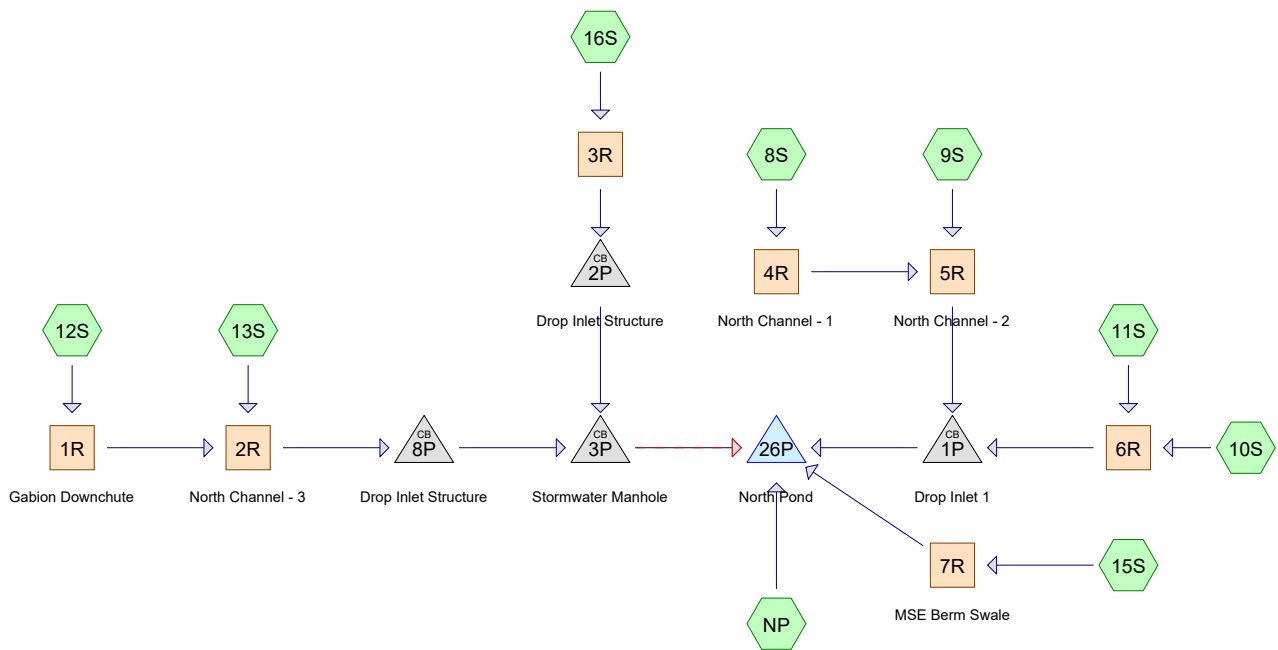 16S
3R
8S
9S
CB
2P
4R
5R
Drop Inlet Structure
North Channel - 1
North Channel - 2
12S
13S
11S
1R
2R
CB
8P
CB
3P
26P
CB
1P
6R
10S
Gabion Downchute
North Channel - 3
Drop Inlet Structure
Stormwater Manhole
North Pond
Drop Inlet 1
7R
15S
MSE Berm Swale
NP